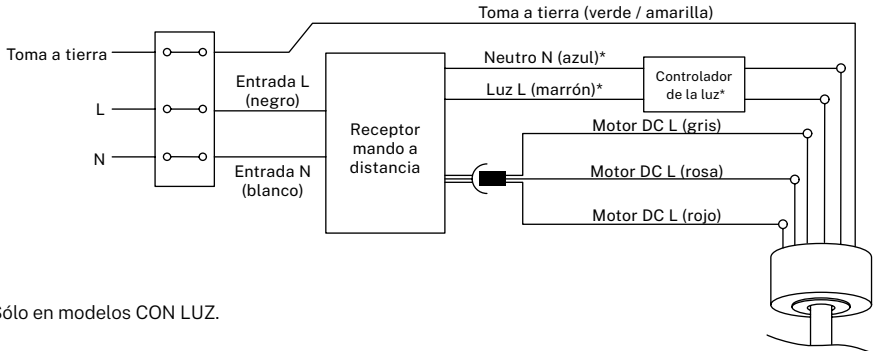 Toma a tierra (verde / amarilla)
Toma a tierra
Neutro N (azul)*
Entrada L
(negro)
Controlador
de la luz*
Luz L (marrón)*
L
Motor DC L (gris)
Receptor
mando a
distancia
N
Motor DC L (rosa)
Entrada N
(blanco)
Motor DC L (rojo)
Sólo en modelos CON LUZ.